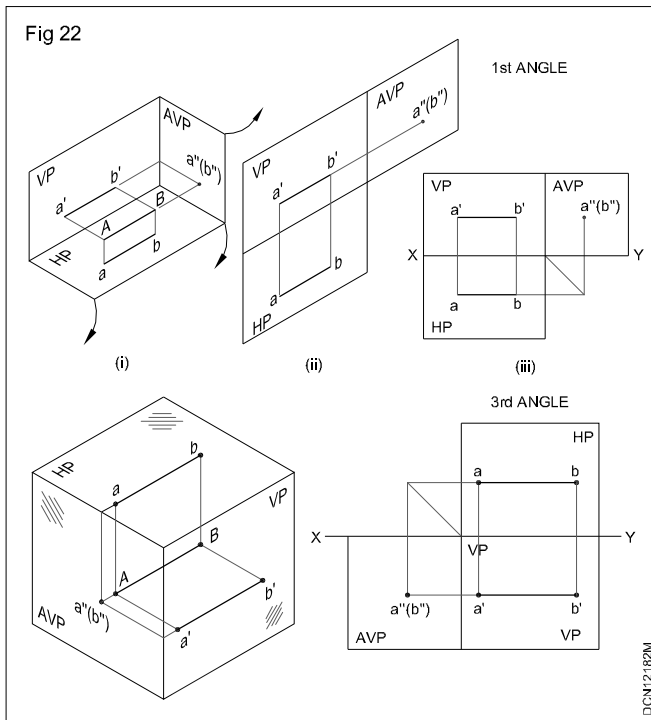 Fig 22
1st ANGLE
VP
AVP
a'
b'
a"(b")
A
B
a
b
HP
(i)
VP
AVP
a'
b'
a"(b")
a
b
HP
(ii)
VP
AVP
a'
b'
a"(b")
X
Y
a
b
HP
(iii)
3rd ANGLE
HP
VP
AVP
a
b
A
B
a"(b")
a'
b'
HP
a
b
X
Y
VP
a"(b")
a'
b'
AVP
VP
DCN12182M